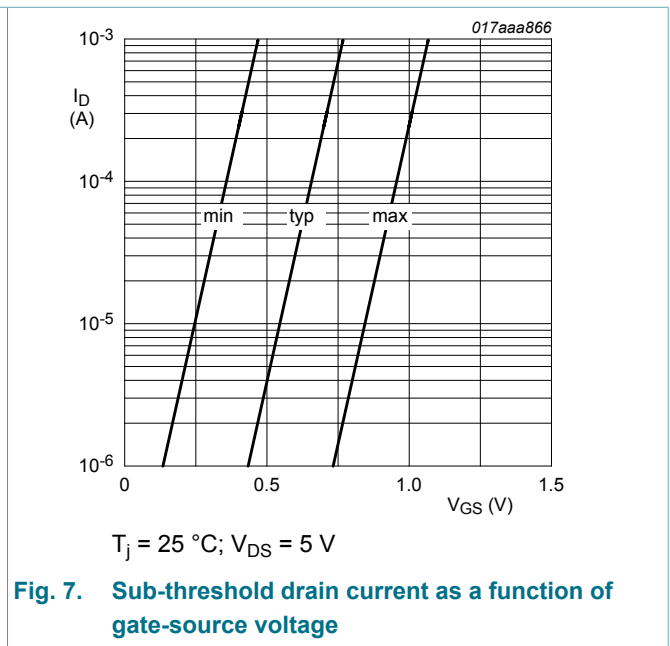 017aaa866
10-3
ID
(A)
10-4
min typ max
10-5
10-6
0 0.5 1.0 1.5
VGS (V)
Tj = 25 °C; VDS = 5 V
Fig. 7. Sub-threshold drain current as a function of
gate-source voltage